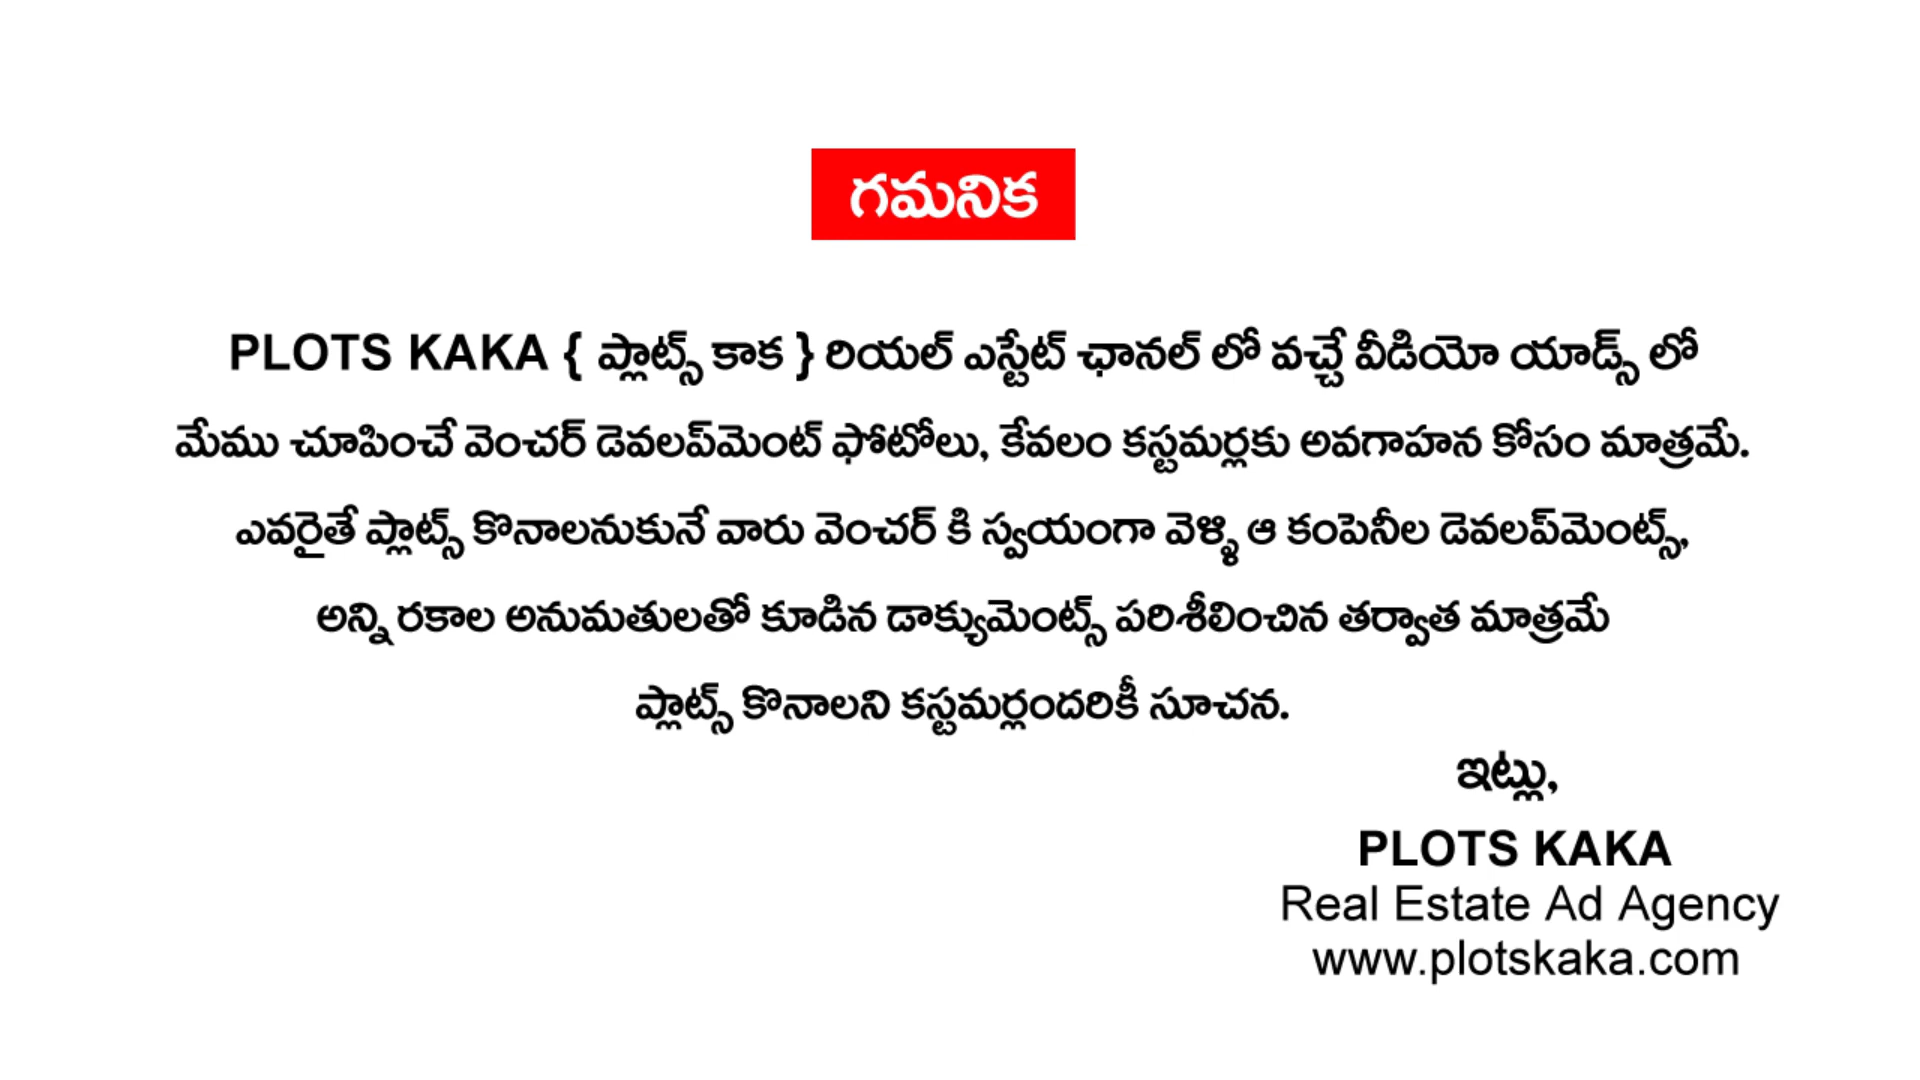 గమనిక
PLOTS KAKA { ప్లాట్స్ కాక } రియల్ ఎస్టేట్ ఛానల్ లో వచ్చే వీడియో యాడ్స్ లో
మేము చూపించే వెంచర్ డెవలప్‌మెంట్ ఫోటోలు, కేవలం కస్టమర్లకు అవగాహన కోసం మాత్రమే.
ఎవరైతే ప్లాట్స్ కొనాలనుకునే వారు వెంచర్ కి స్వయంగా వెళ్ళి ఆ కంపెనీల డెవలప్‌మెంట్స్,
అన్ని రకాల అనుమతులతో కూడిన డాక్యుమెంట్స్ పరిశీలించిన తర్వాత మాత్రమే
ప్లాట్స్ కొనాలని కస్టమర్లందరికీ సూచన.
ఇట్లు,
PLOTS KAKA
Real Estate Ad Agency
www.plotskaka.com